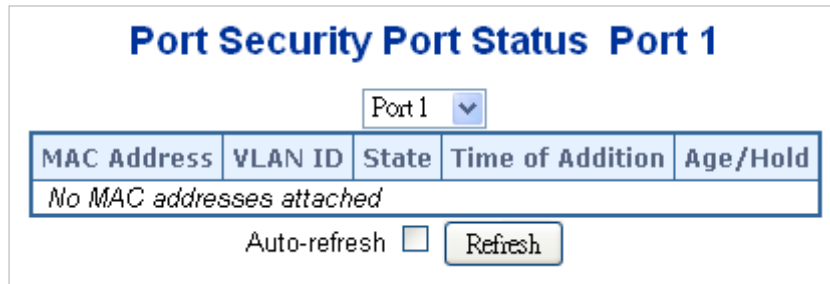 Port Security Port Status Port 1
Port 1
MAC Address VLAN ID State Time of Addition Age/Hold
No MAC addresses attached
Auto-refresh Refresh